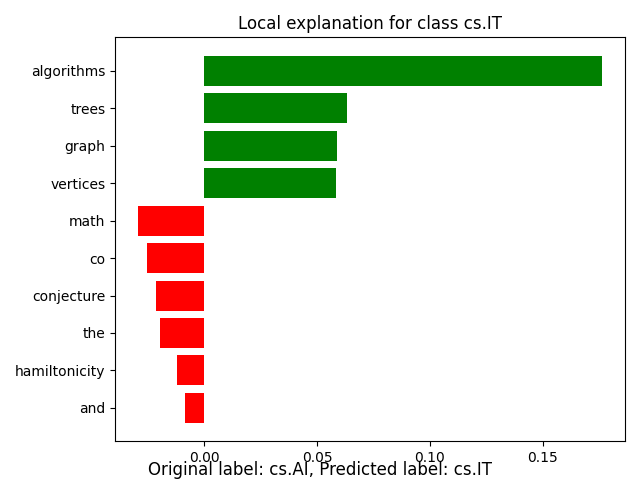 Local explanation for class cs.IT
algorithms
trees
graph
vertices
math
co
conjecture
the
hamiltonicity
and
0.00 0.05 0.10 0.15
Original label: cs.AI, Predicted label: cs.IT